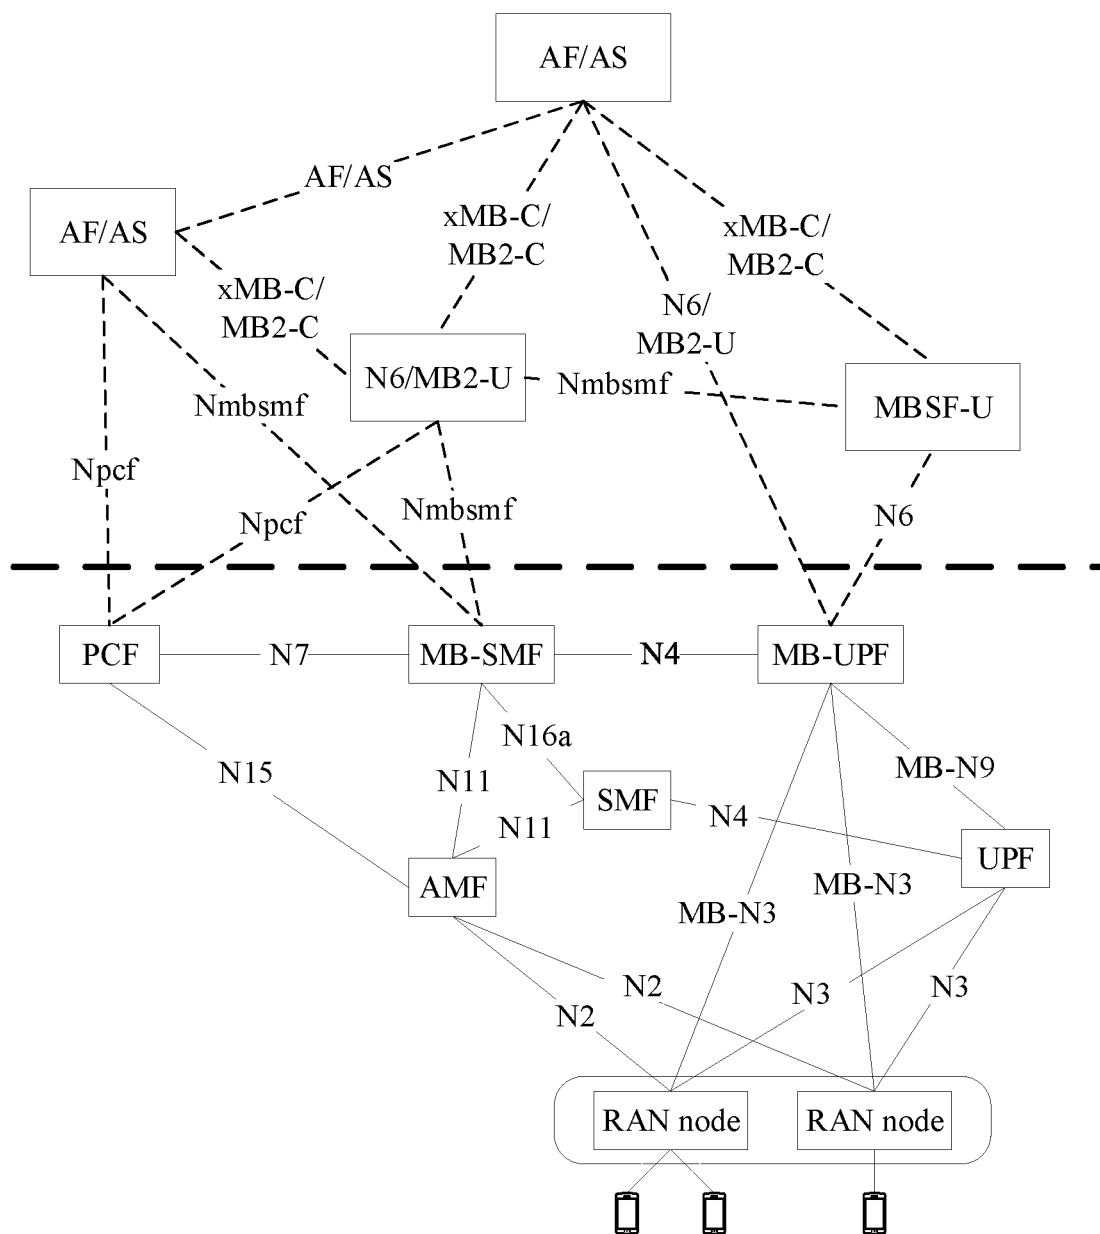 AF/AS
AF/AS
AF/AS
xMB-C/
MB2-C
xMB-C/
MB2-C
xMB-C/
MB2-C
N6/
MB2-U
N6/MB2-U
Nmbsmf
MBSF-U
Nmbsmf
Npcf
Npcf
Nmbsmf
N6
PCF
N7
MB-SMF
N4
MB-UPF
N16a
N15
N11
MB-N9
SMF
N4
N11
UPF
AMF
MB-N3
MB-N3
N2
N3
N3
N2
RAN node
RAN node